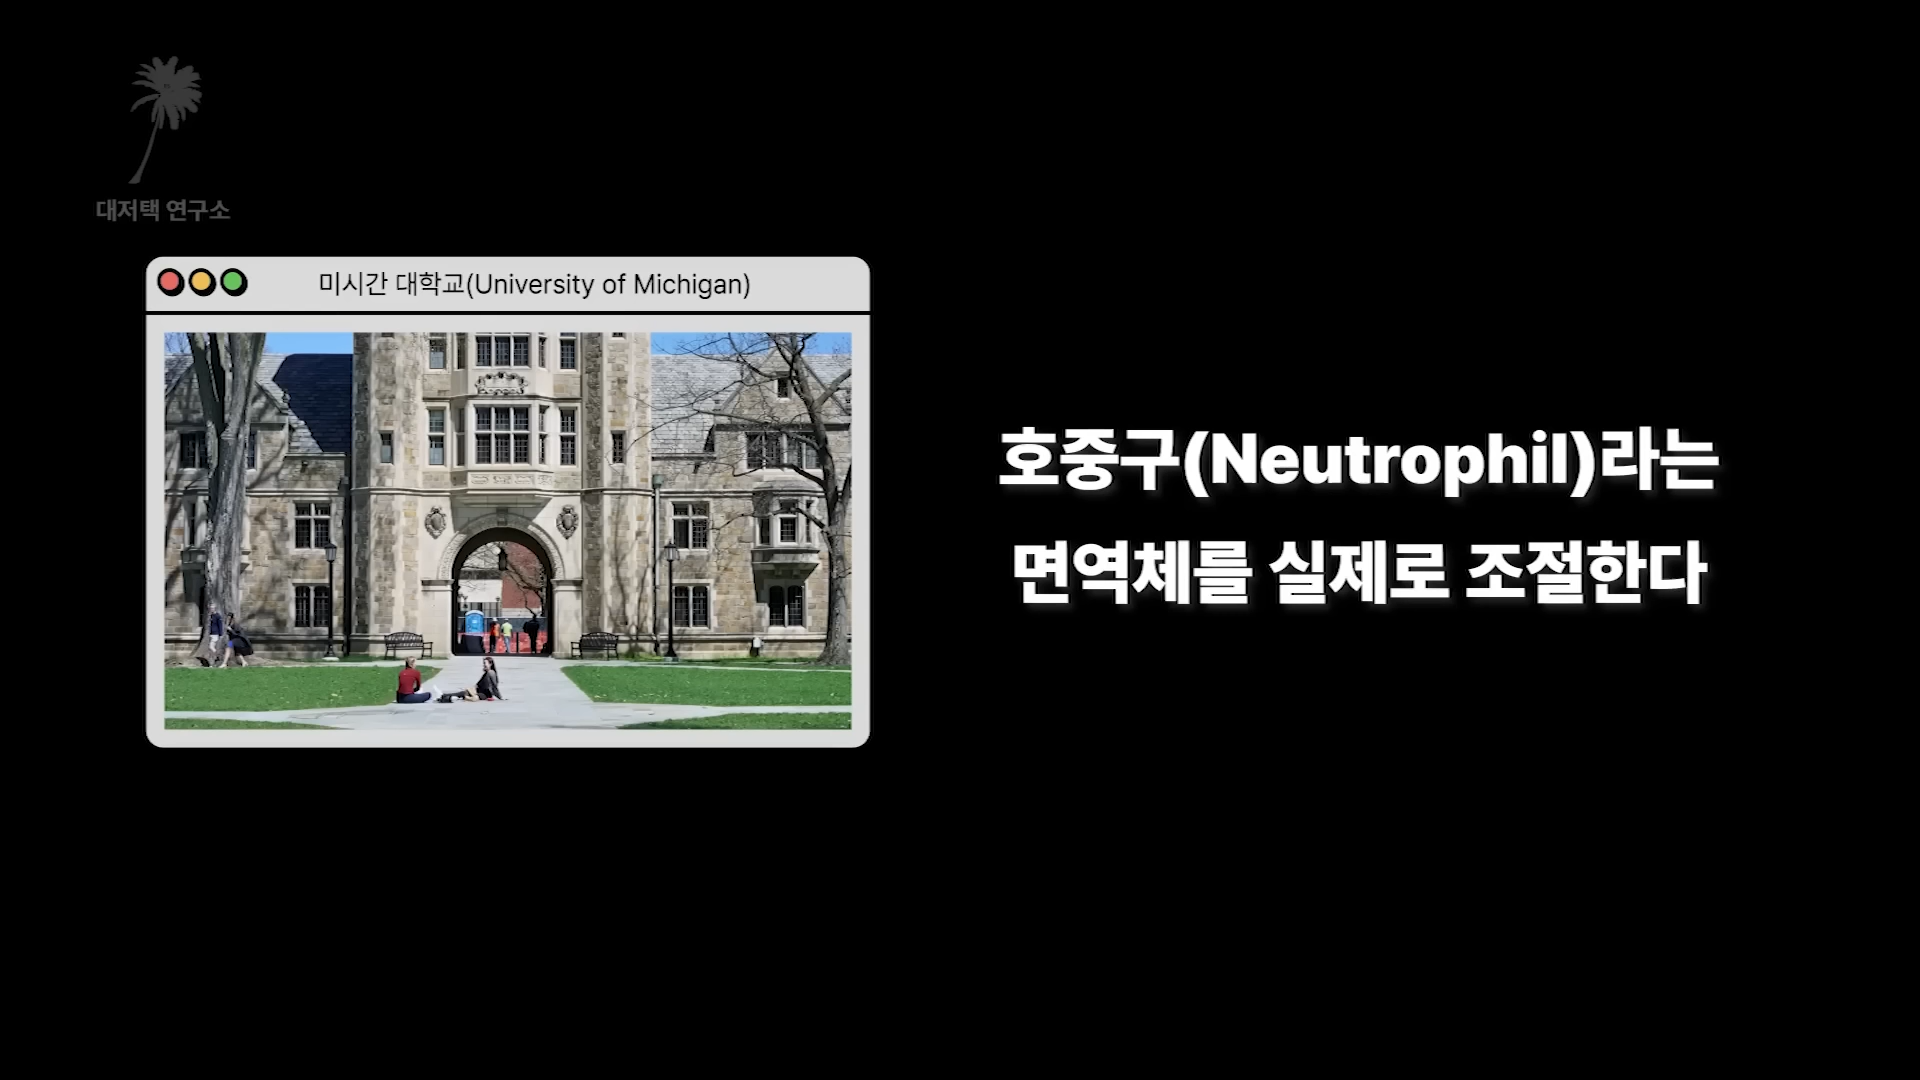 대저택 연구소
미시간 대학교(University of Michigan)
호중구(Neutrophil)라는
면역체를 실제로 조절한다